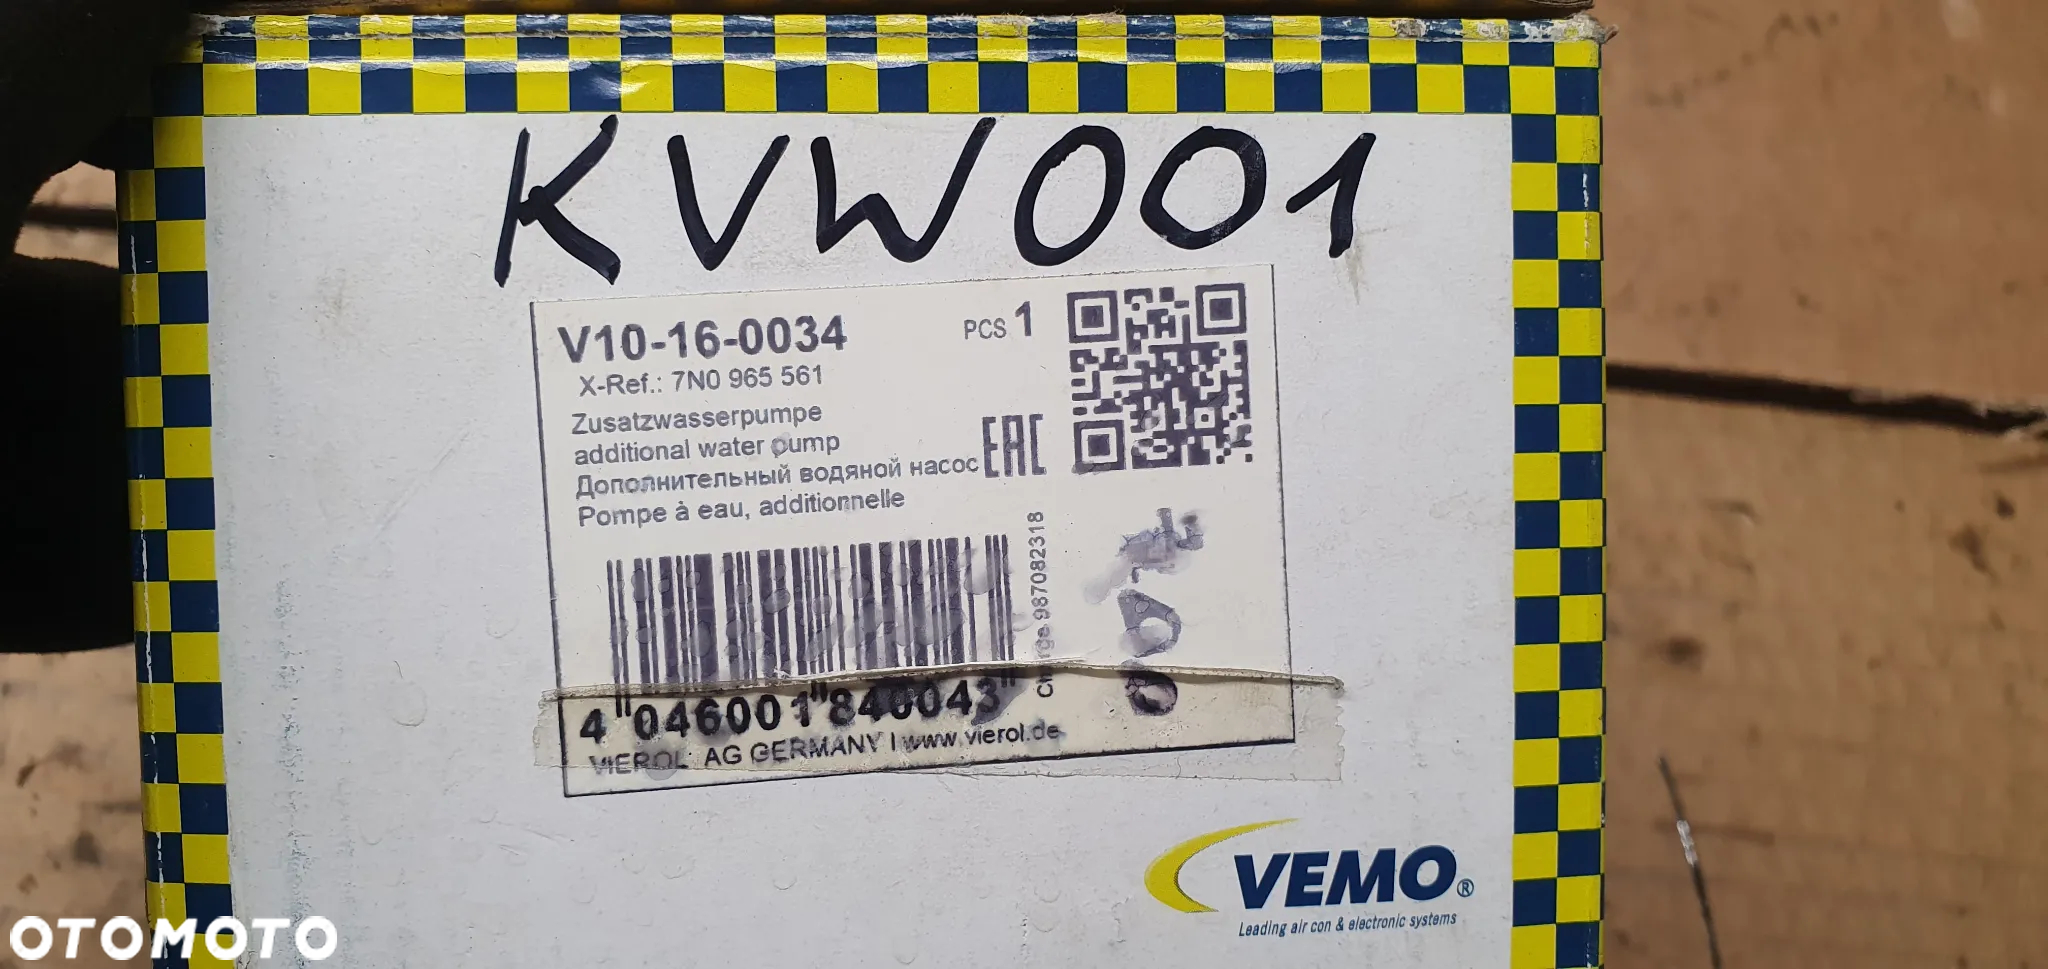 KVW001
V10-16-0034
PCS 1
X-Ref.: 7N0 965 561
Zusatzwasserpumpe
additional water pump
Дополнительный водяной насос
EAC
Pompe à eau, additionnelle
Charge 987082318
4 046001 840043
VIEROL AG GERMANY | www.vierol.de
VEMO®
Leading air con & electronic systems
OTOMOTO